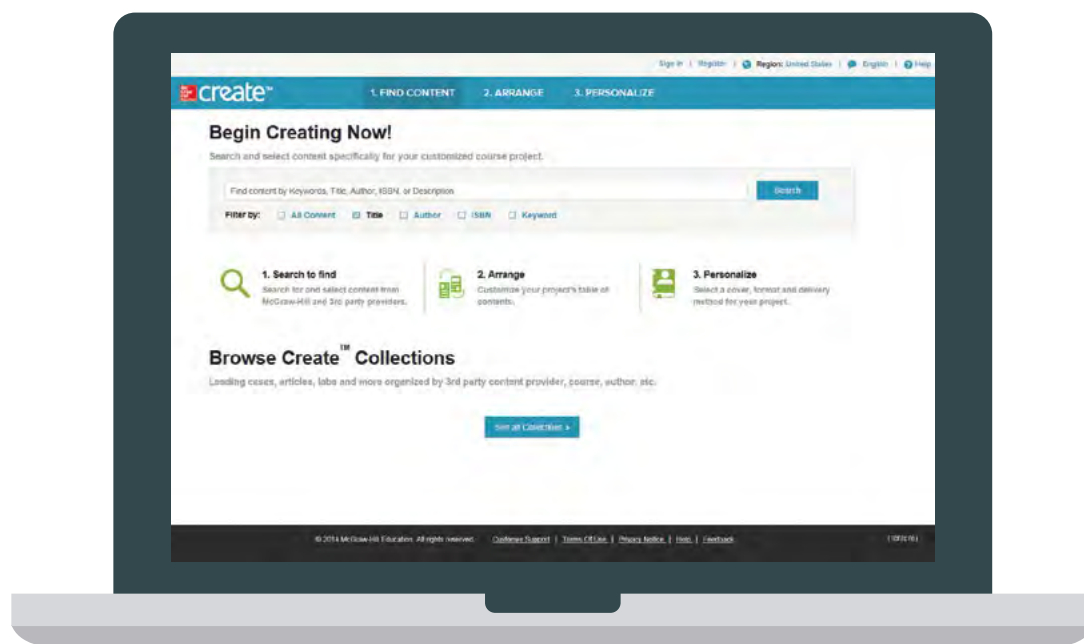 Sign In | Register | Region: United States | English | Help
create™
1. FIND CONTENT 2. ARRANGE 3. PERSONALIZE
Begin Creating Now!
Search and select content specifically for your customized course project.
Find content by Keywords, Title, Author, ISBN, or Description
Search
Filter by: All Content Title Author ISBN Keyword
1. Search to find
Search for and select content from
McGraw-Hill and 3rd party providers.
2. Arrange
Customize your project's table of
contents.
3. Personalize
Select a cover, format and delivery
method for your project.
Browse Create™ Collections
Leading cases, articles, labs and more organized by 3rd party content provider, course, author, etc.
See all Collections
© 2014 McGraw-Hill Education. All rights reserved. Customer Support | Terms Of Use | Privacy Notice | Help | Feedback